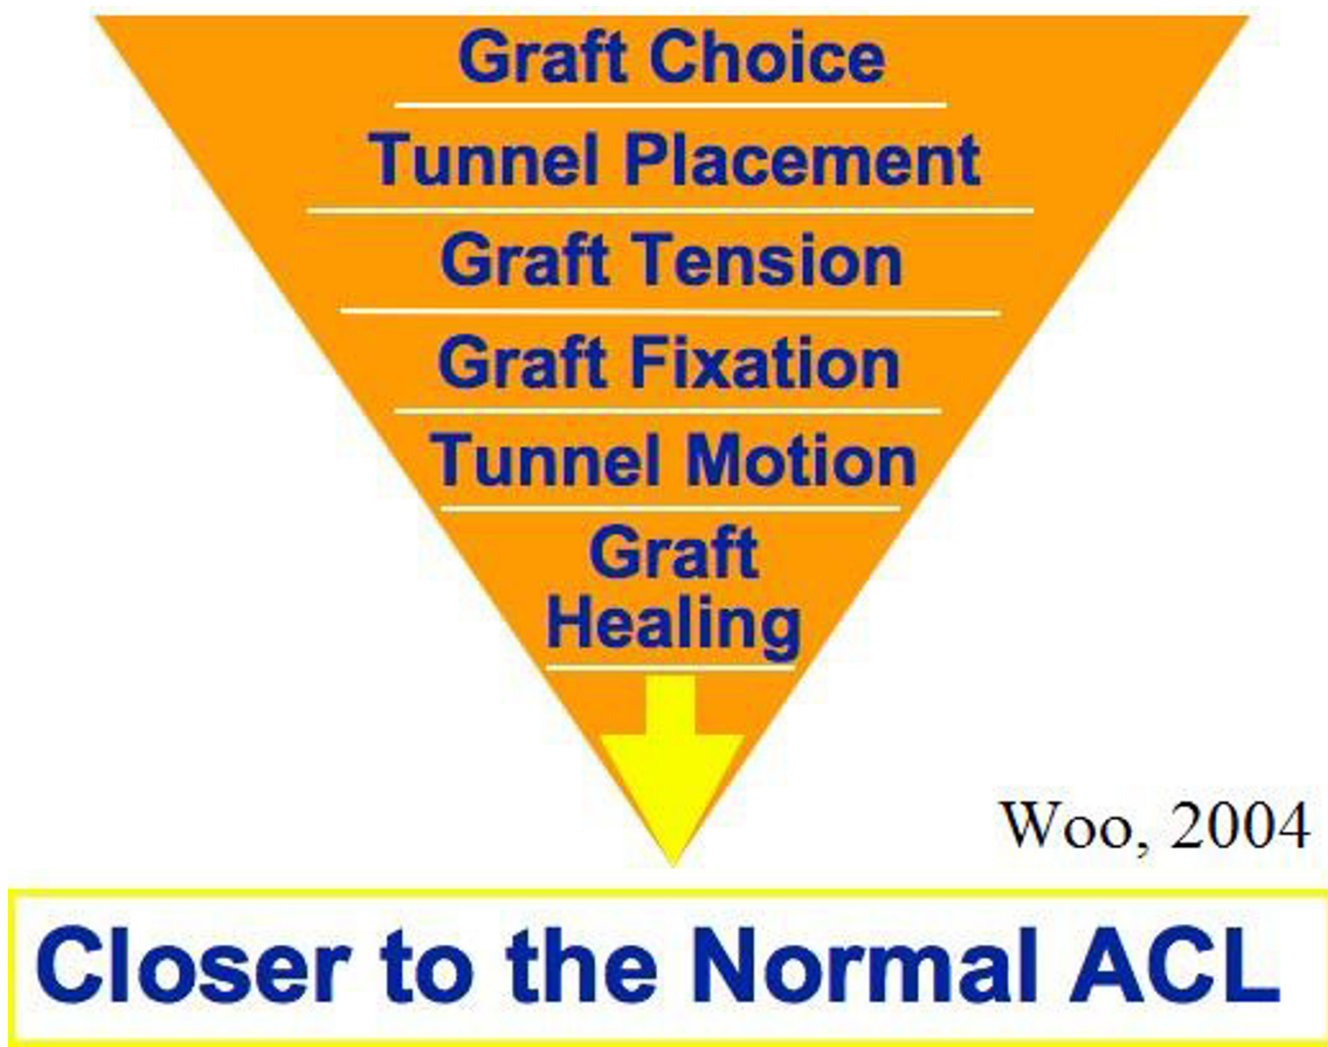 Graft Choice
Tunnel Placement
Graft Tension
Graft Fixation
Tunnel Motion
Graft
Healing
Woo, 2004
Closer to the Normal ACL